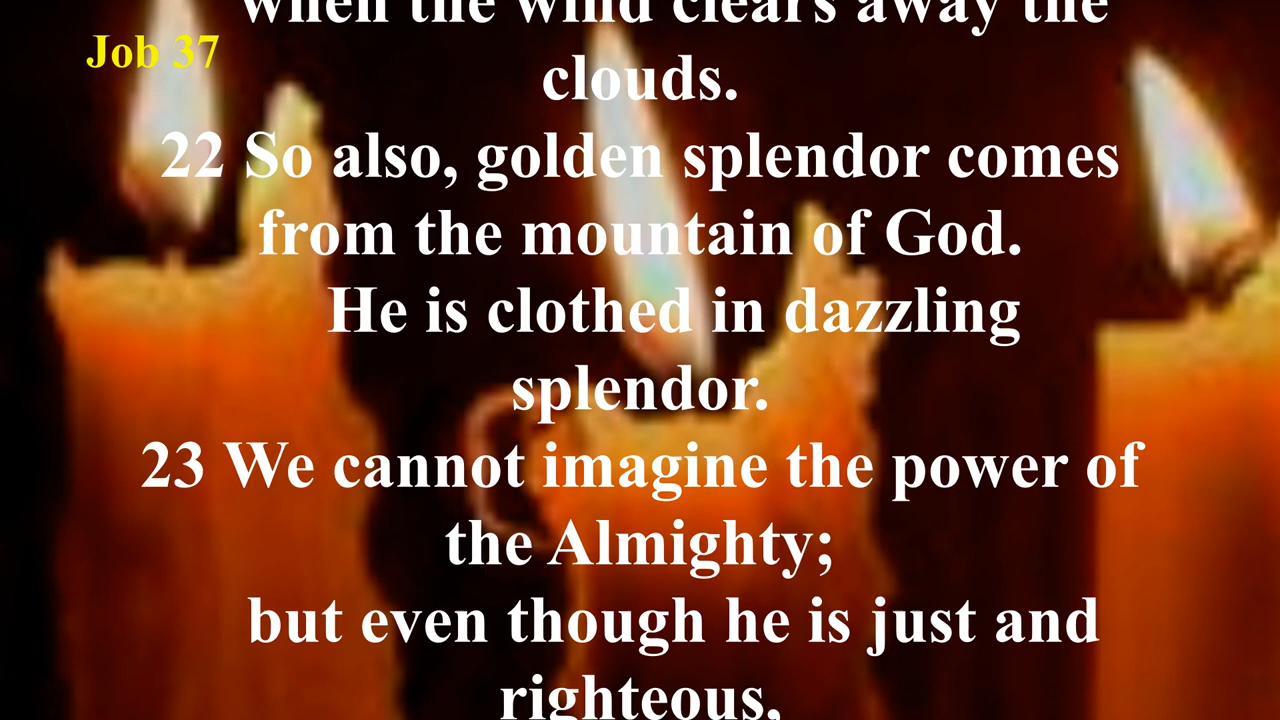 when the wind clears away the
Job 37
clouds.
22 So also, golden splendor comes
from the mountain of God.
He is clothed in dazzling
splendor.
23 We cannot imagine the power of
the Almighty;
but even though he is just and
righteous,